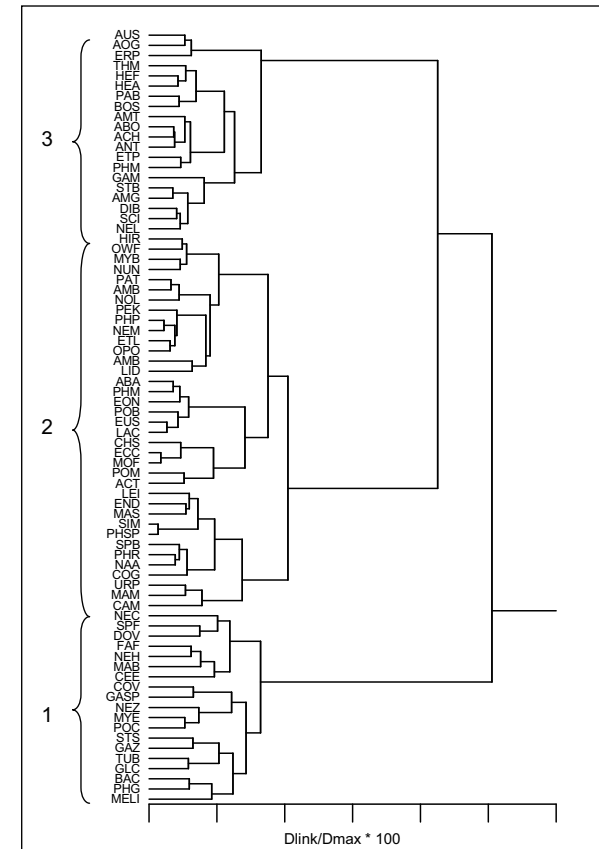 AUS
AOG
ERP
THM
HEF
HEA
PAB
BOS
AMT
ABO
ACH
ANT
ETP
PHM
GAM
STB
AMG
DIB
SCI
NEL
3
HIR
OWF
MYB
NUN
PAT
AMB
NOL
PEK
PHP
NEM
ETL
OPO
AMB
LID
ABA
PHM
EON
POB
EUS
LAC
CHS
ECC
MOF
POM
ACT
LEI
END
MAS
SIM
PHSP
SPB
PHR
NAA
COG
URP
MAM
CAM
2
NEC
SPF
DOV
FAF
NEH
MAB
CEE
COV
GASP
NEZ
MYE
POC
STS
GAZ
TUB
GLC
BAC
PHG
MELI
1
Dlink/Dmax * 100